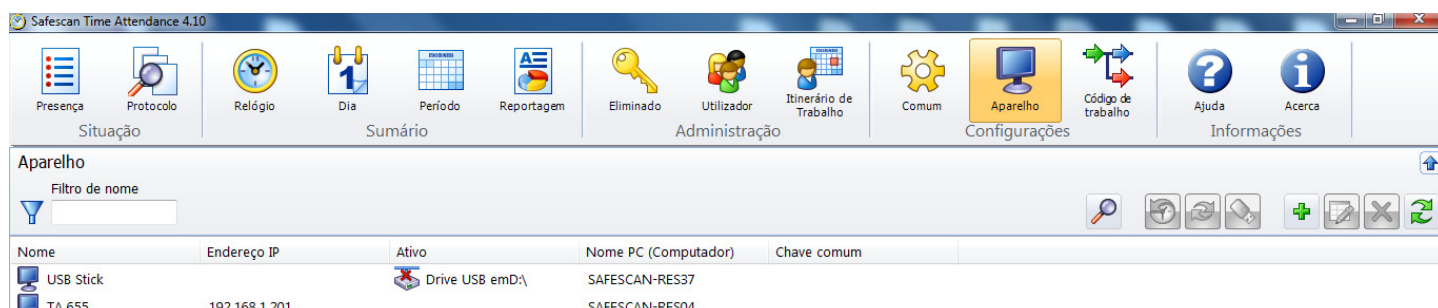 Safescan Time Attendance 4.10
Presença Protocolo Relógio Dia Período Reportagem Eliminado Utilizador Itinerário de Trabalho Comum Aparelho Código de trabalho Ajuda Acerca
Situação Sumário Administração Configurações Informações
Aparelho
Filtro de nome
Nome Endereço IP Ativo Nome PC (Computador) Chave comum
USB Stick Drive USB emD:\ SAFESCAN-RES37
TA 655 192.168.1.201 SAFESCAN-RES04